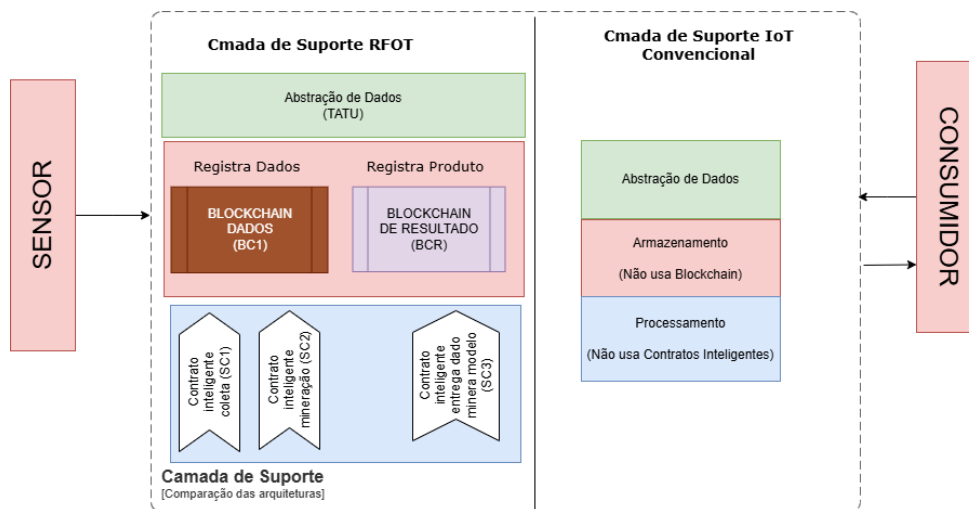 SENSOR
Cmada de Suporte RFOT
Abstração de Dados
(TATU)
Registra Dados
Registra Produto
BLOCKCHAIN
DADOS
(BC1)
BLOCKCHAIN
DE RESULTADO
(BCR)
Contrato
inteligente
coleta (SC1)
Contrato
inteligente
mineração (SC2)
Contrato
inteligente
entrega dado
minera modelo
(SC3)
Camada de Suporte
[Comparação das arquiteturas]
Cmada de Suporte IoT
Convencional
Abstração de Dados
Armazenamento
(Não usa Blockchain)
Processamento
(Não usa Contratos Inteligentes)
CONSUMIDOR